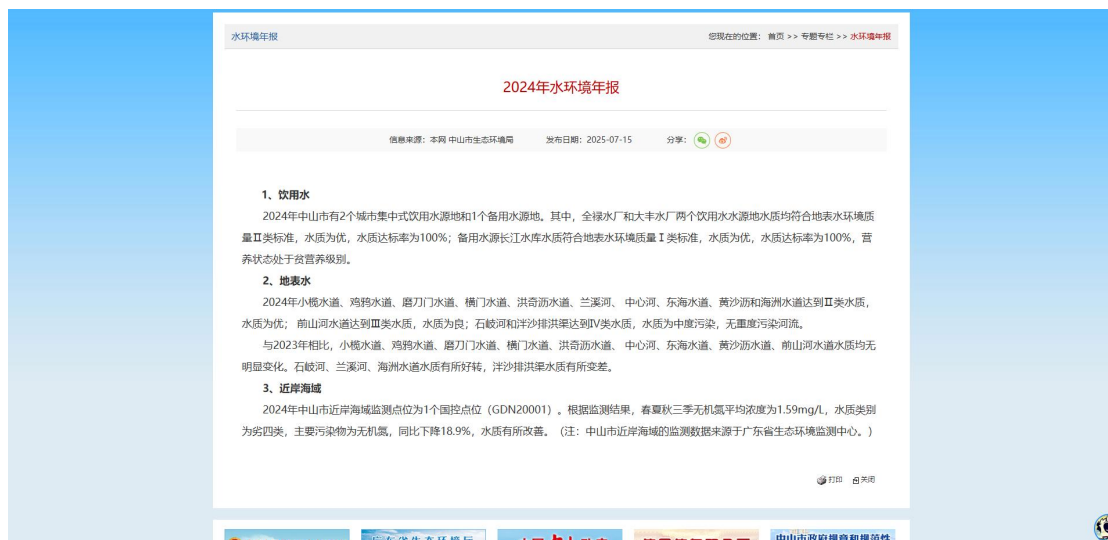 水环境年报
您现在的位置： 首页 >> 专题专栏 >> 水环境年报
2024年水环境年报
信息来源：本网 中山市生态环境局 发布日期：2025-07-15 分享：
1、饮用水
2024年中山市有2个城市集中式饮用水源地和1个备用水源地。其中，全禄水厂和大丰水厂两个饮用水水源地水质均符合地表水环境质
量Ⅱ类标准，水质为优，水质达标率为100%；备用水源长江水库水质符合地表水环境质量Ⅰ类标准，水质为优，水质达标率为100%，营
养状态处于贫营养级别。
2、地表水
2024年小榄水道、鸡鸦水道、磨刀门水道、横门水道、洪奇沥水道、兰溪河、 中心河、东海水道、黄沙沥和海洲水道达到Ⅱ类水质，
水质为优； 前山河水道达到Ⅲ类水质，水质为良；石岐河和泮沙排洪渠达到Ⅳ类水质，水质为中度污染，无重度污染河流。
与2023年相比，小榄水道、鸡鸦水道、磨刀门水道、横门水道、洪奇沥水道、 中心河、东海水道、黄沙沥水道、前山河水道水质均无
明显变化。石岐河、兰溪河、海洲水道水质有所好转，泮沙排洪渠水质有所变差。
3、近岸海域
2024年中山市近岸海域监测点位为1个国控点位（GDN20001）。根据监测结果，春夏秋三季无机氮平均浓度为1.59mg/L，水质类别
为劣四类，主要污染物为无机氮，同比下降18.9%，水质有所改善。（注：中山市近岸海域的监测数据来源于广东省生态环境监测中心。）
打印 关闭
中山市政府规章和规范性